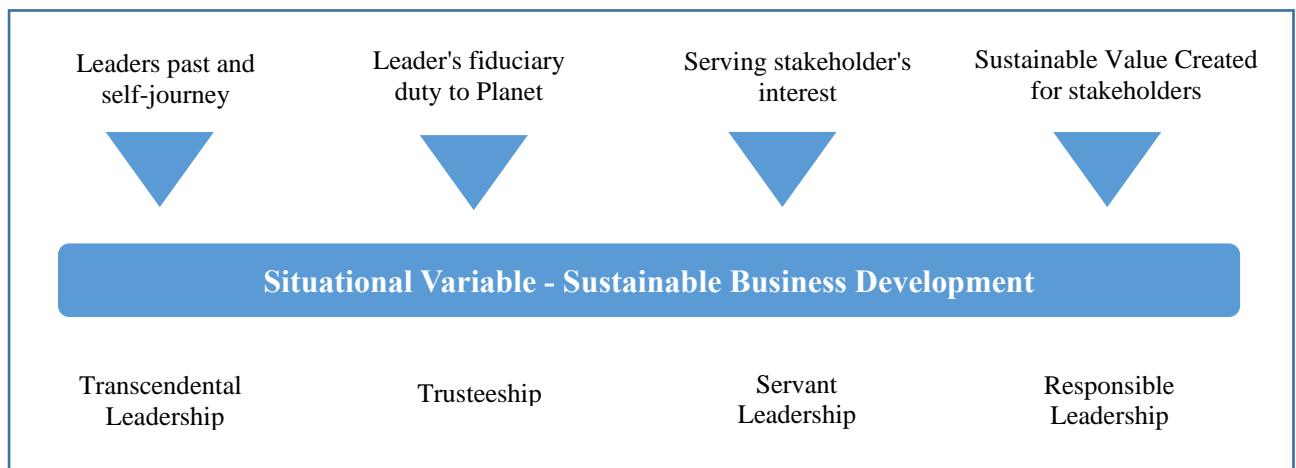 Leaders past and
self-journey
Leader's fiduciary
duty to Planet
Serving stakeholder's
interest
Sustainable Value Created
for stakeholders
Situational Variable - Sustainable Business Development
Transcendental
Leadership
Trusteeship
Servant
Leadership
Responsible
Leadership